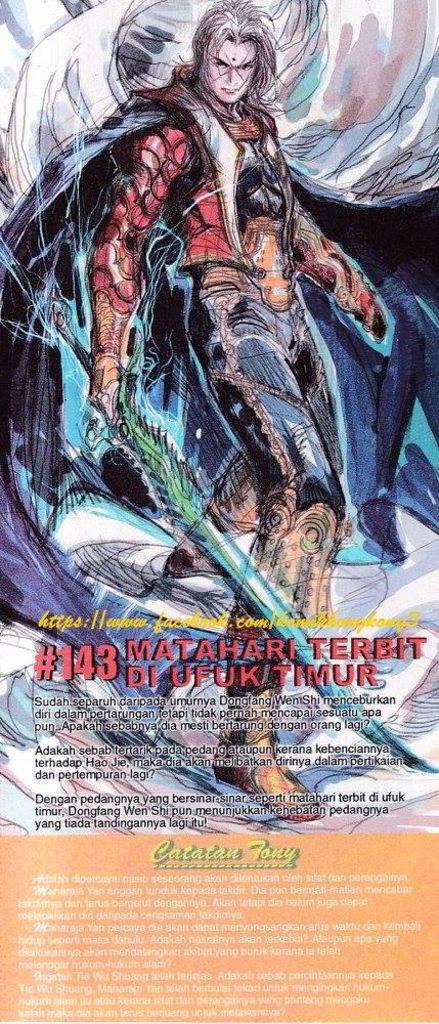 https://www.facebook.com/komikhongkong3
#143 MATAHARI TERBIT
DI UFUK TIMUR
Sudah separuh daripada umurnya Dongfang Wen Shi menceburkan
diri dalam pertarungan tetapi tidak pernah mencapai sesuatu apa
pun. Apakah sebabnya dia mesti bertarung dengan orang lagi?
Adakah sebab tertarik pada pedang ataupun kerana kebenciannya
terhadap Hao Jie, maka dia akan melibatkan dirinya dalam pertikaian
dan pertempuran lagi?
Dengan pedangnya yang bersinar-sinar seperti matahari terbit di ufuk
timur, Dongfang Wen Shi pun menunjukkan kehebatan pedangnya
yang tiada tandingannya lagi itu!
Catatan Tony
Adalah dipercayai nasib seseorang akan ditentukan oleh sifat dan perangainya.
Maharaja Yan enggan tunduk kepada takdir. Dia pun bermati-matian mencabar
takdirnya dan terus bergelut dengannya. Akan tetapi dia belum juga dapat
melepaskan diri daripada cengkaman takdirnya.
Maharaja Yan percaya dia akan dapat menyongsangkan arus waktu dan kembali
hidup seperti masa dahulu. Adakah hasratnya akan terkabul? Ataupun apa yang
dilakukannya akan mendatangkan akibat yang buruk kerana ia telah
melanggar hukum-hukum alam?
Ingatan Tie Wu Shuang telah terjejas. Adakah sebab percintaannya kepada
Tie Wu Shuang, Maharaja Yan telah berbulat tekad untuk mengingkari hukum-
hukum alam itu atau kerana sifat dan perangainya yang pantang mengaku
kalah maka dia akan terus berjuang untuk melawannya?